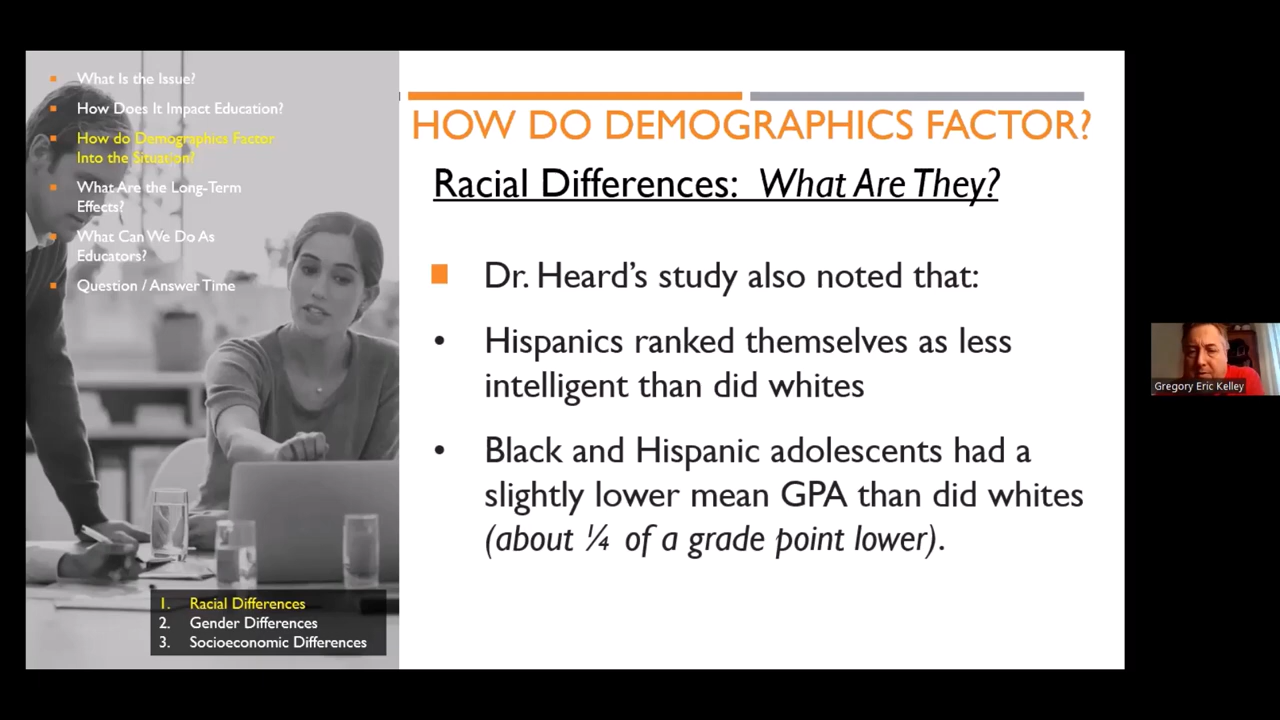 What Is the Issue?
How Does It Impact Education?
How do Demographics Factor
Into the Situation?
What Are the Long-Term
Effects?
What Can We Do As
Educators?
Question / Answer Time
1. Racial Differences
2. Gender Differences
3. Socioeconomic Differences
HOW DO DEMOGRAPHICS FACTOR?
Racial Differences: What Are They?
Dr. Heard's study also noted that:
• Hispanics ranked themselves as less
intelligent than did whites
• Black and Hispanic adolescents had a
slightly lower mean GPA than did whites
(about ¼ of a grade point lower).
Gregory Eric Kelley